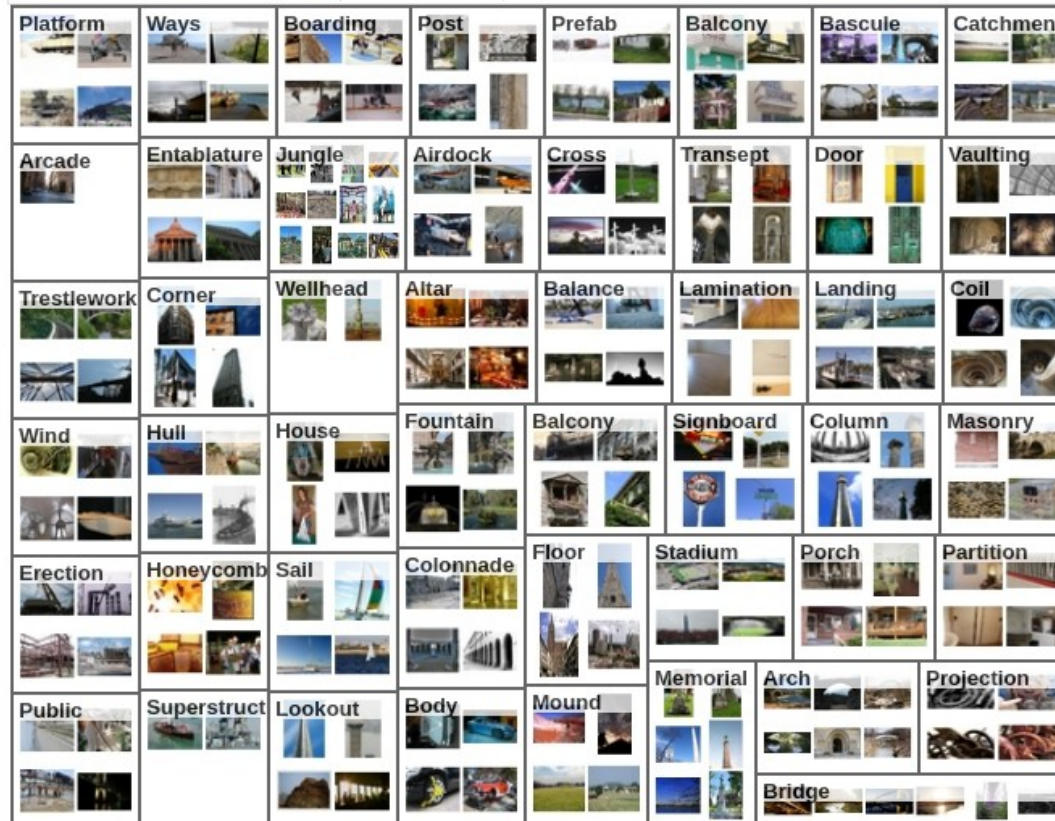 Platform
Ways
Boarding
Post
Prefab
Balcony
Bascule
Catchmen
Arcade
Entablature
Jungle
Airdock
Cross
Transept
Door
Vaulting
Trestlework
Corner
Wellhead
Altar
Balance
Lamination
Landing
Coil
Wind
Hull
House
Fountain
Balcony
Signboard
Column
Masonry
Erection
Honeycomb
Sail
Colonnade
Floor
Stadium
Porch
Partition
Public
Superstruct
Lookout
Body
Mound
Memorial
Arch
Projection
Bridge